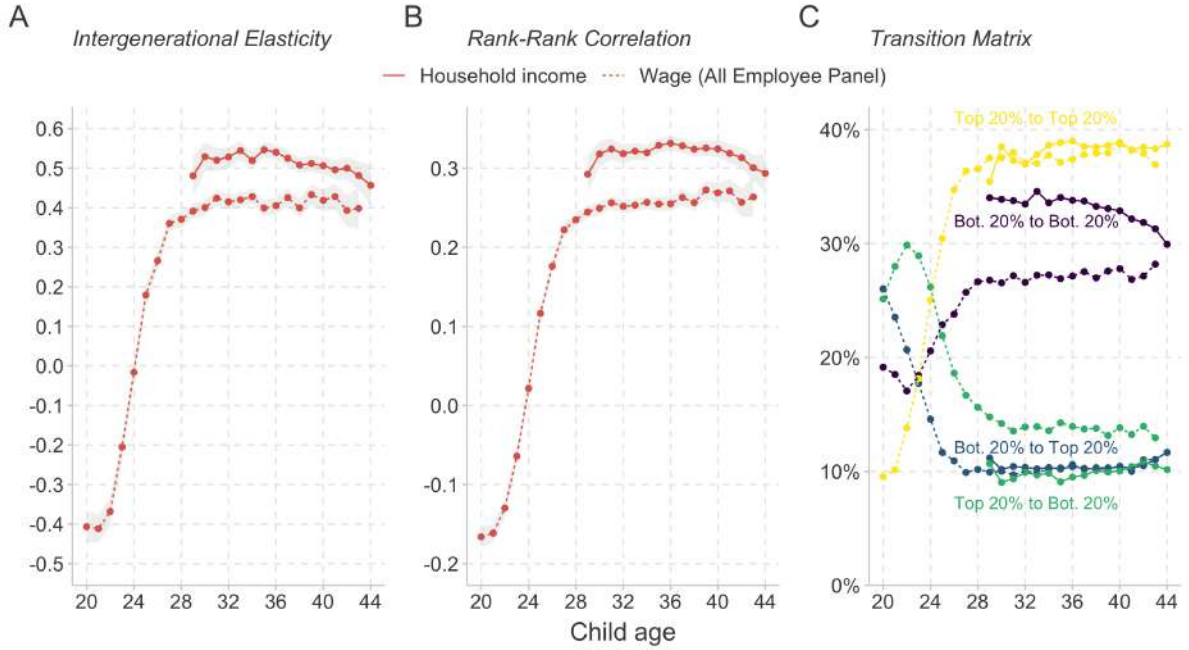 A
Intergenerational Elasticity
B
Rank-Rank Correlation
C
Transition Matrix
Household income
Wage (All Employee Panel)
0.6
0.5
0.4
0.3
0.2
0.1
0.0
-0.1
-0.2
-0.3
-0.4
-0.5
20 24 28 32 36 40 44
0.3
0.2
0.1
0.0
-0.1
-0.2
20 24 28 32 36 40 44
Child age
40%
30%
20%
10%
0%
Top 20% to Top 20%
Bot. 20% to Bot. 20%
Bot. 20% to Top 20%
Top 20% to Bot. 20%
20 24 28 32 36 40 44